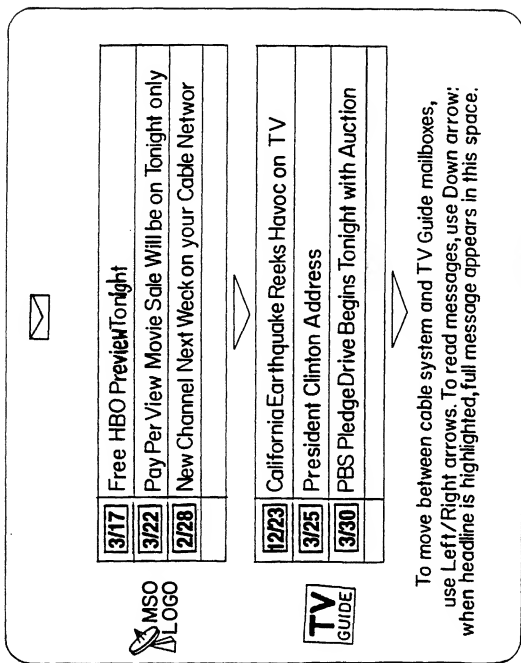 MSO
LOGO
3/17 Free HBO Preview Tonight
3/22 Pay Per View Movie Sale Will be on Tonight only
2/28 New Channel Next Weck on your Cable Networ
TV
GUIDE
12/23 California Earthquake Reeks Havoc on TV
3/25 President Clinton Address
3/30 PBS Pledge Drive Begins Tonight with Auction
To move between cable system and TV Guide mailboxes,
use Left/Right arrows. To read messages, use Down arrow;
when headline is highlighted, full message appears in this space.